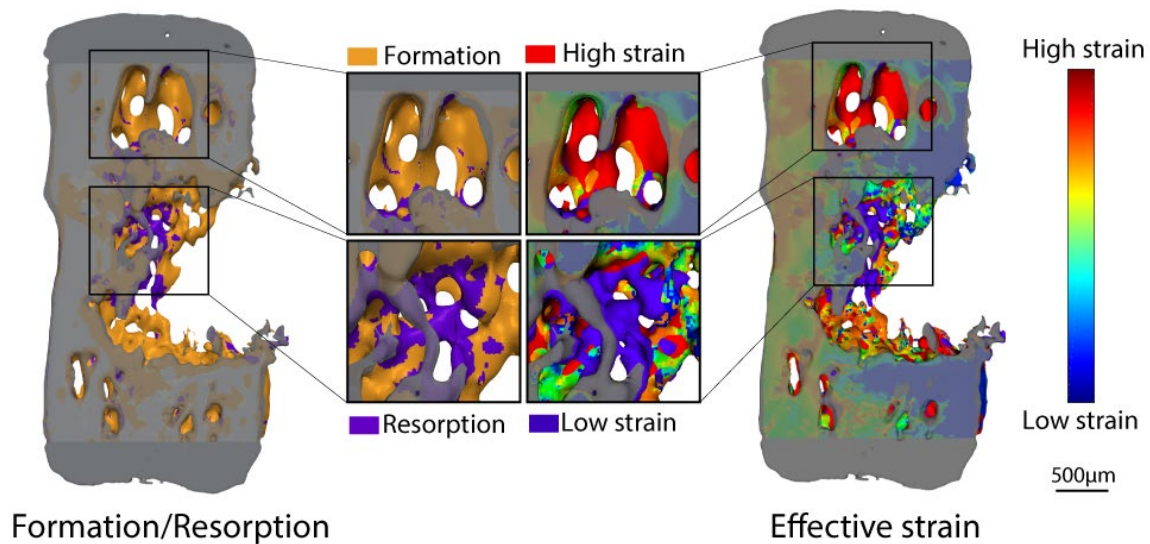 Formation
High strain
High strain
Resorption
Low strain
Low strain
500µm
Formation/Resorption
Effective strain